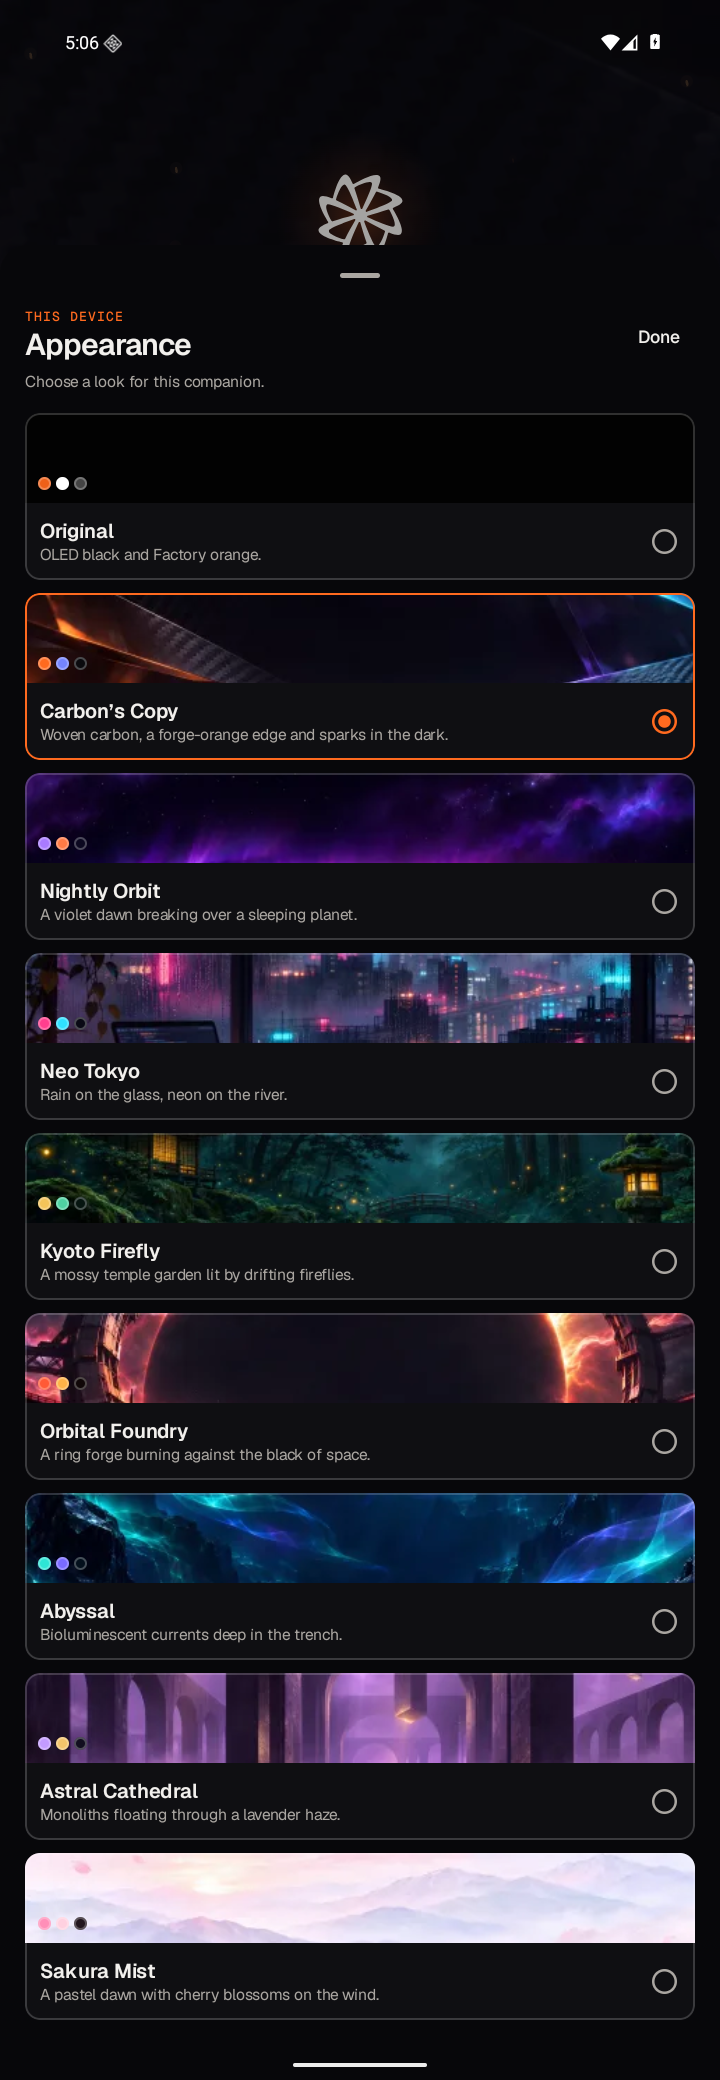 5:06
THIS DEVICE
Appearance
Done
Choose a look for this companion.
Original
OLED black and Factory orange.
Carbon’s Copy
Woven carbon, a forge-orange edge and sparks in the dark.
Nightly Orbit
A violet dawn breaking over a sleeping planet.
Neo Tokyo
Rain on the glass, neon on the river.
Kyoto Firefly
A mossy temple garden lit by drifting fireflies.
Orbital Foundry
A ring forge burning against the black of space.
Abyssal
Bioluminescent currents deep in the trench.
Astral Cathedral
Monoliths floating through a lavender haze.
Sakura Mist
A pastel dawn with cherry blossoms on the wind.